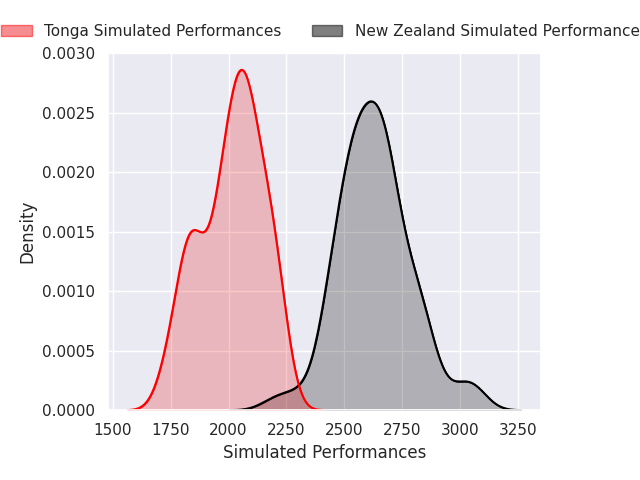 Tonga Simulated Performances
New Zealand Simulated Performance
0.0030
0.0025
0.0020
0.0015
0.0010
0.0005
0.0000
Density
1500 1750 2000 2250 2500 2750 3000 3250
Simulated Performances